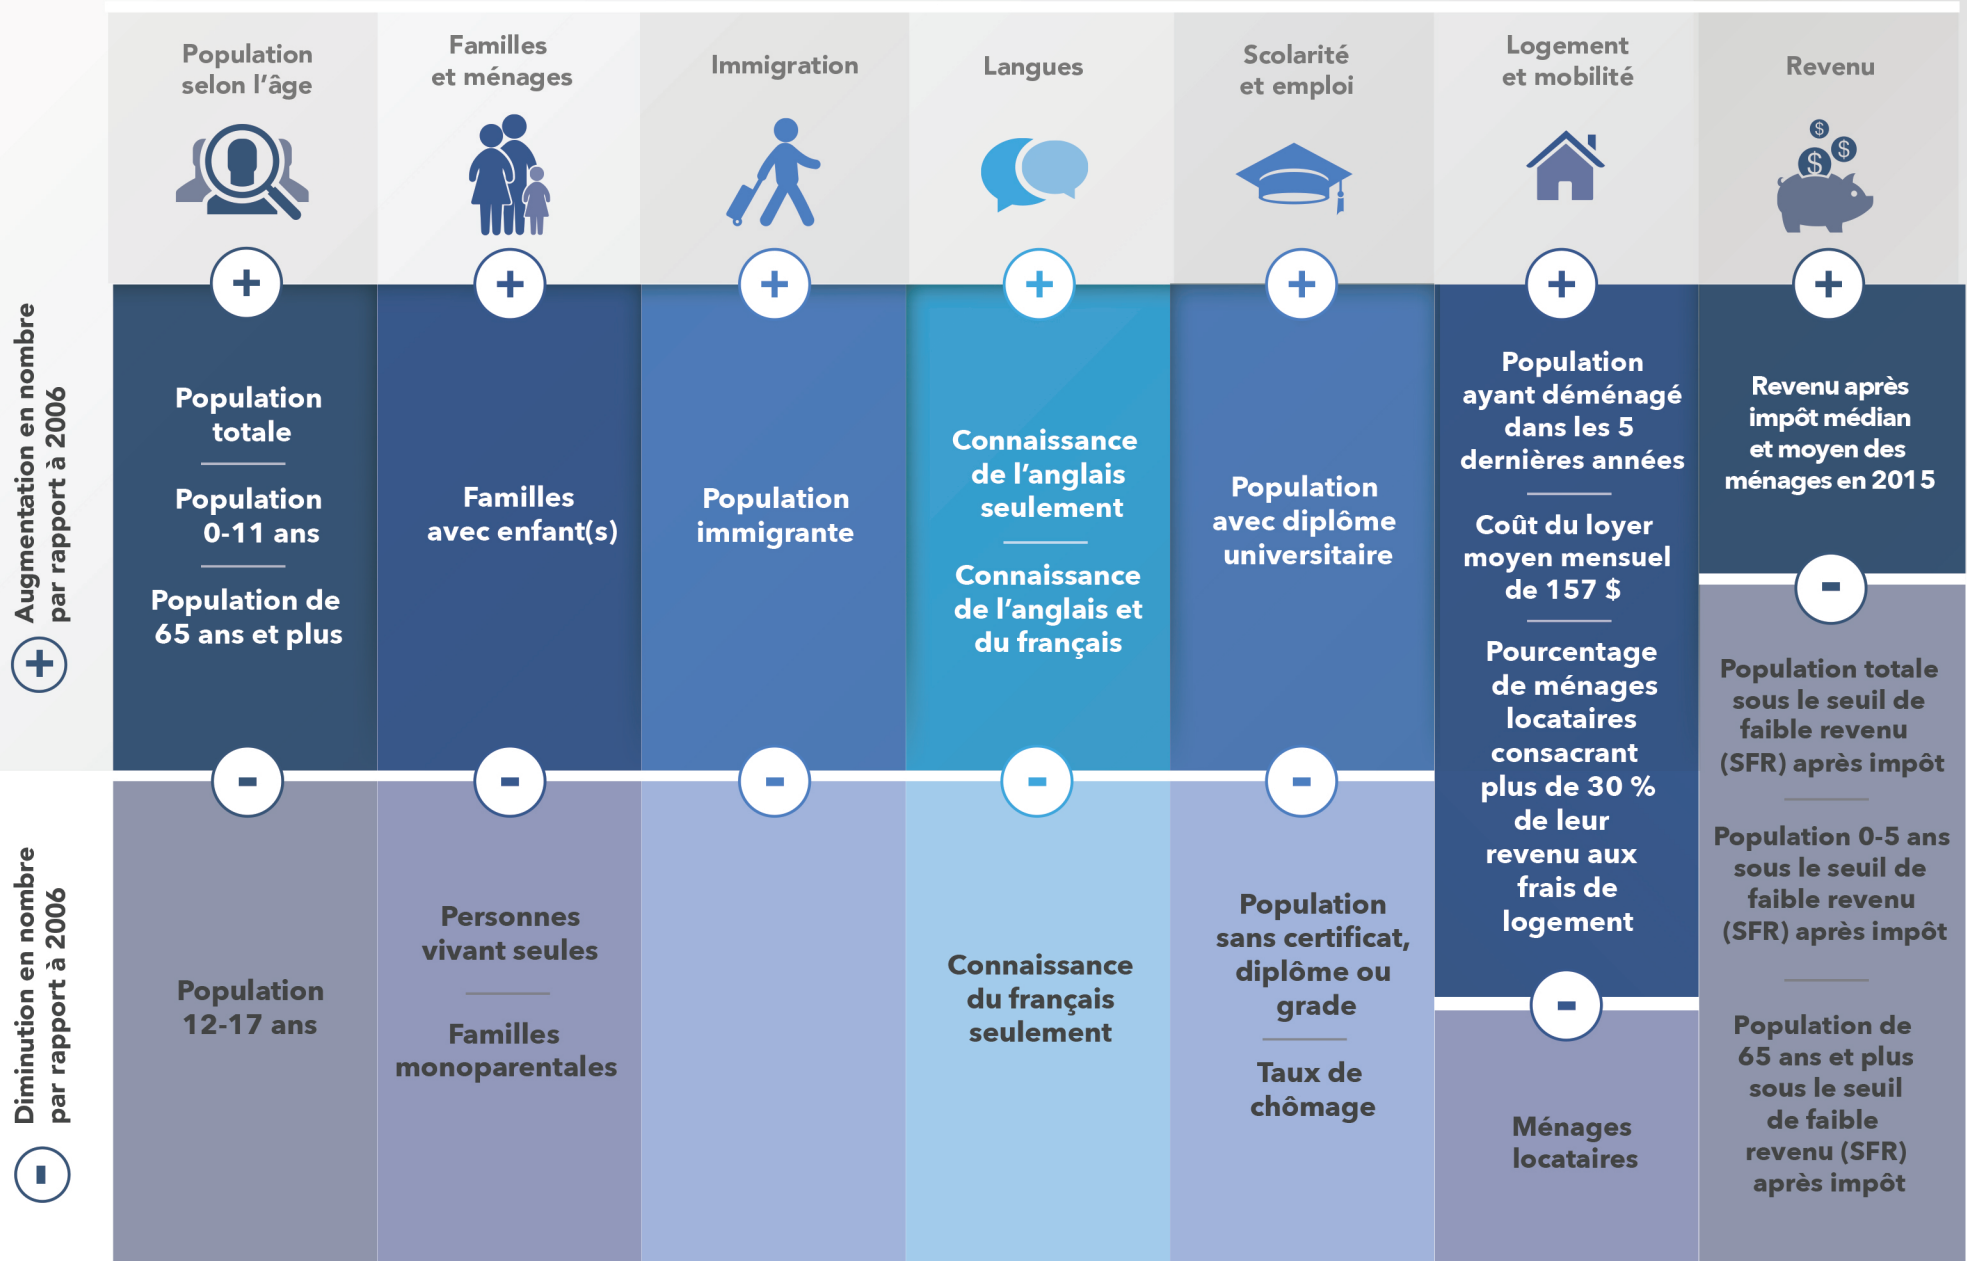 Population
selon l'âge
Familles
et ménages
Immigration
Langues
Scolarité
et emploi
Logement
et mobilité
Revenu
$
$
$
+
+
+
+
+
+
+
Augmentation en nombre
par rapport à 2006
+
Population
totale
Population
0-11 ans
Population de
65 ans et plus
Familles
avec enfant(s)
Population
immigrante
Connaissance
de l'anglais
seulement
Connaissance
de l'anglais et
du français
Population
avec diplôme
universitaire
Population
ayant déménagé
dans les 5
dernières années
Coût du loyer
moyen mensuel
de 157 $
Pourcentage
de ménages
locataires
consacrant
plus de 30 %
de leur
revenu aux
frais de
logement
Revenu après
impôt médian
et moyen des
ménages en 2015
-
-
-
-
-
-
-
Diminution en nombre
par rapport à 2006
-
Population
12-17 ans
Personnes
vivant seules
Familles
monoparentales
Connaissance
du français
seulement
Population
sans certificat,
diplôme ou
grade
Taux de
chômage
Ménages
locataires
Population totale
sous le seuil de
faible revenu
(SFR) après impôt
Population 0-5 ans
sous le seuil de
faible revenu
(SFR) après impôt
Population de
65 ans et plus
sous le seuil
de faible
revenu (SFR)
après impôt